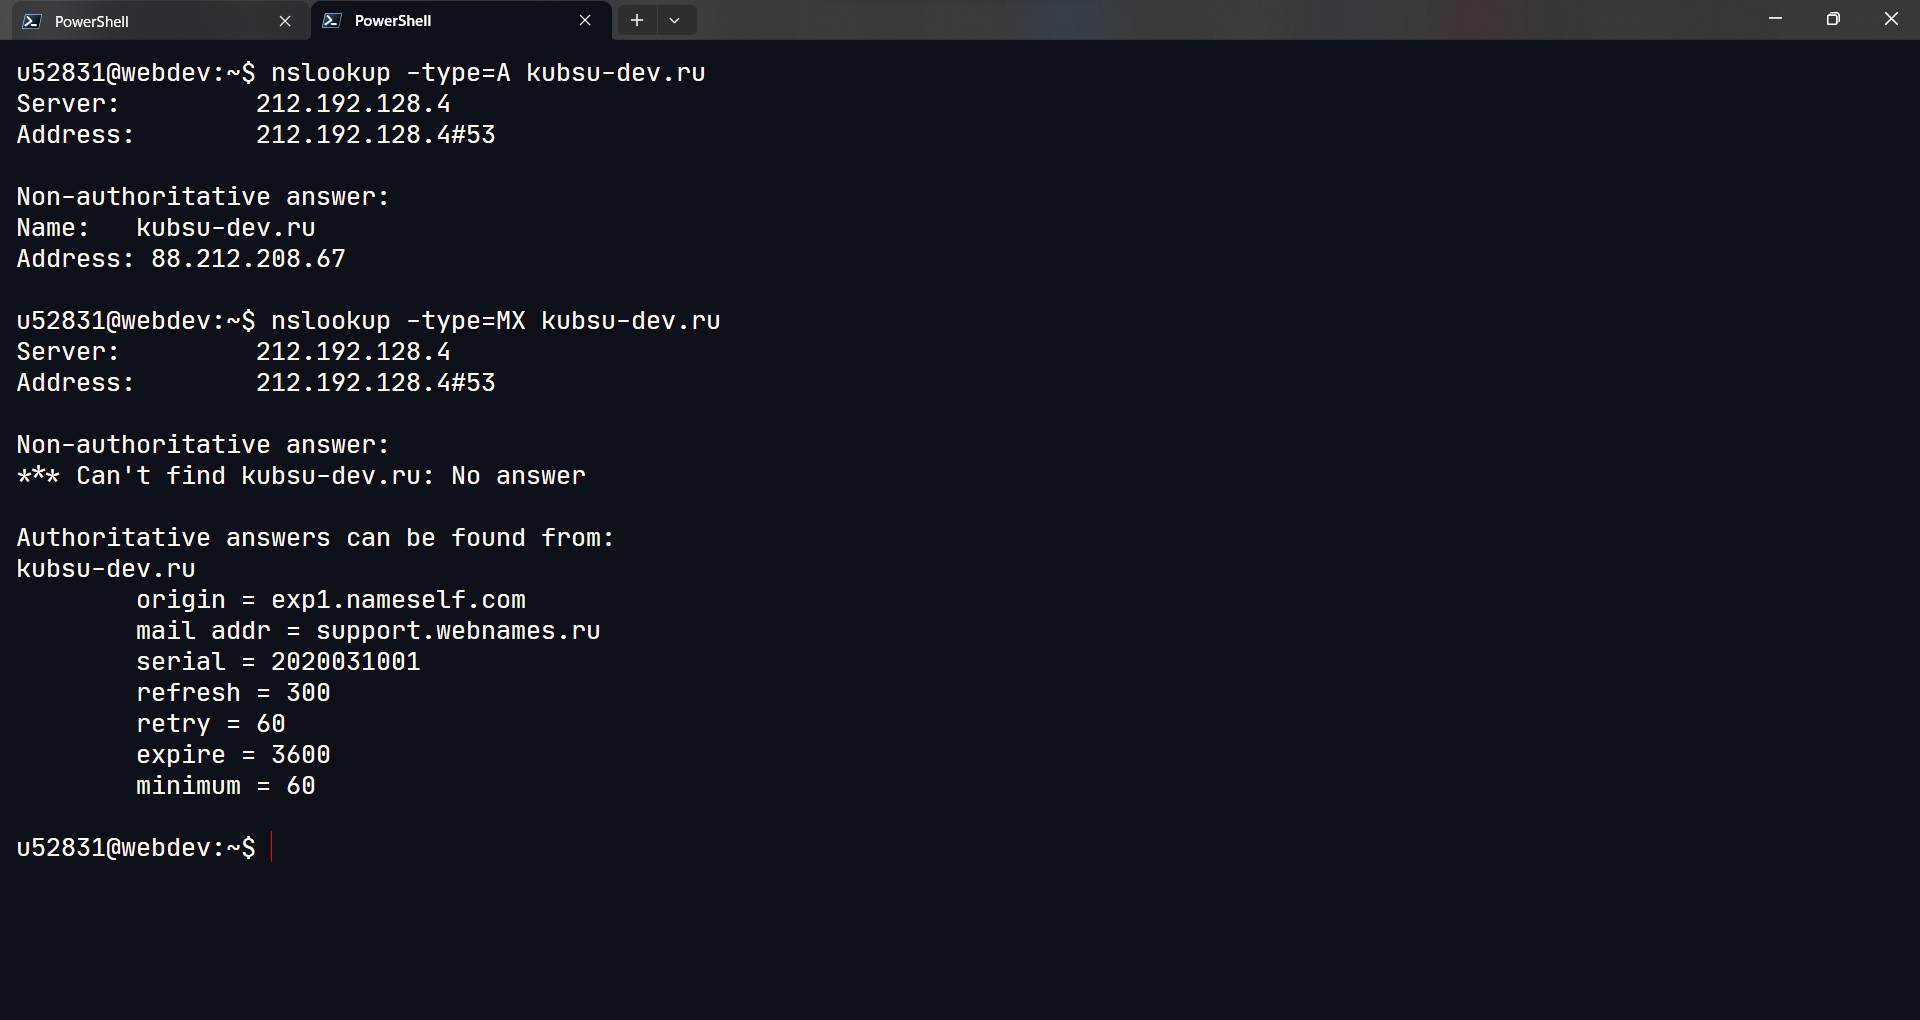 PowerShell
PowerShell
u52831@webdev:~$ nslookup -type=A kubsu-dev.ru
Server:         212.192.128.4
Address:        212.192.128.4#53

Non-authoritative answer:
Name:   kubsu-dev.ru
Address: 88.212.208.67

u52831@webdev:~$ nslookup -type=MX kubsu-dev.ru
Server:         212.192.128.4
Address:        212.192.128.4#53

Non-authoritative answer:
*** Can't find kubsu-dev.ru: No answer

Authoritative answers can be found from:
kubsu-dev.ru
        origin = exp1.nameself.com
        mail addr = support.webnames.ru
        serial = 2020031001
        refresh = 300
        retry = 60
        expire = 3600
        minimum = 60

u52831@webdev:~$